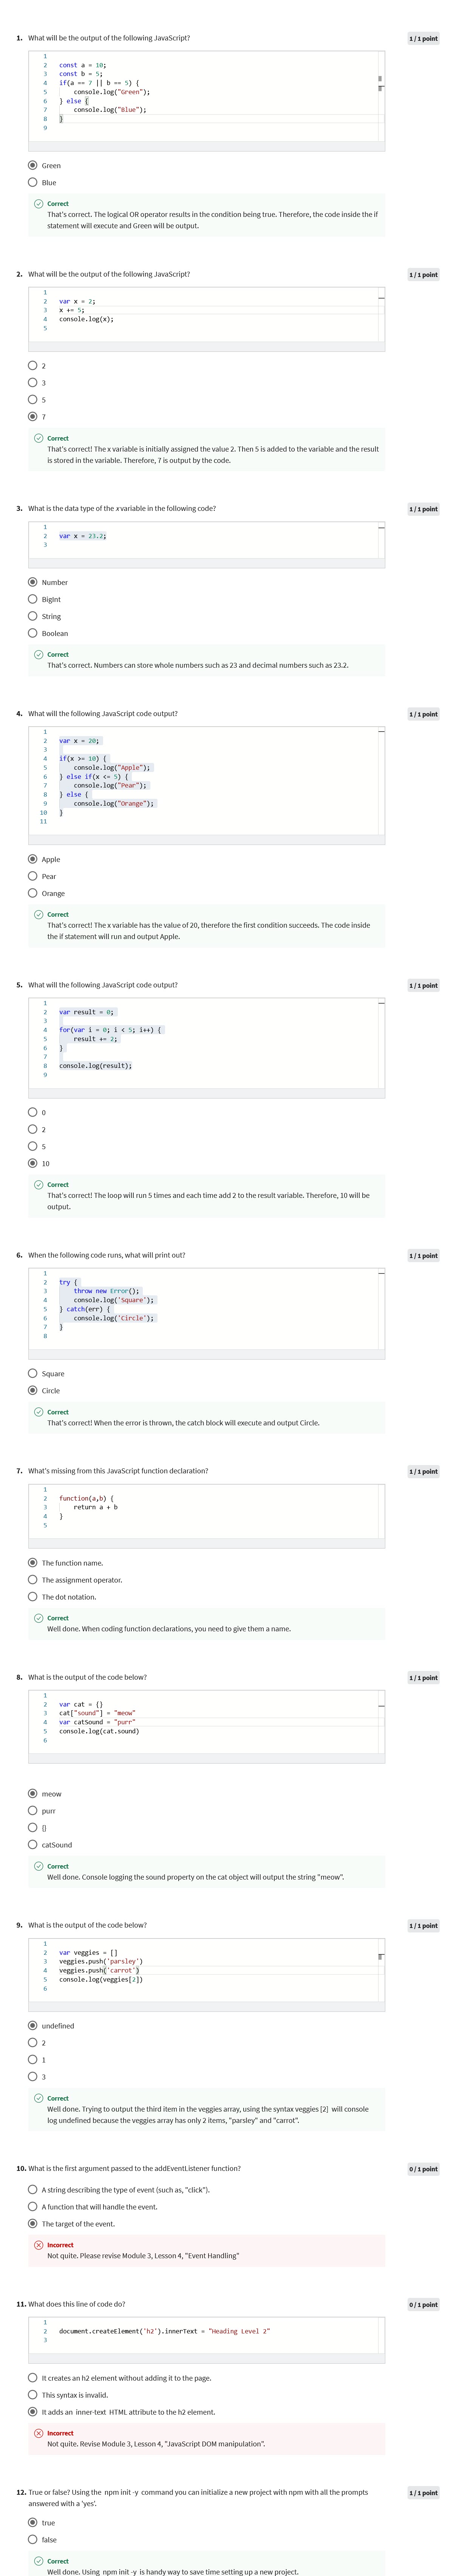 1. What will be the output of the following JavaScript?
1 / 1 point
1
2 const a = 10;
3 const b = 5;
4 if(a == 7 || b == 5) {
5 console.log("Green");
6 } else {
7 console.log("Blue");
8 }
9
Green
Blue
Correct
That's correct. The logical OR operator results in the condition being true. Therefore, the code inside the if
statement will execute and Green will be output.
2. What will be the output of the following JavaScript?
1 / 1 point
1
2 var x = 2;
3 x += 5;
4 console.log(x);
5
2
3
5
7
Correct
That's correct! The x variable is initially assigned the value 2. Then 5 is added to the variable and the result
is stored in the variable. Therefore, 7 is output by the code.
3. What is the data type of the x variable in the following code?
1 / 1 point
1
2 var x = 23.2;
3
Number
BigInt
String
Boolean
Correct
That's correct. Numbers can store whole numbers such as 23 and decimal numbers such as 23.2.
4. What will the following JavaScript code output?
1 / 1 point
1
2 var x = 20;
3
4 if(x >= 10) {
5 console.log("Apple");
6 } else if(x <= 5) {
7 console.log("Pear");
8 } else {
9 console.log("Orange");
10 }
11
Apple
Pear
Orange
Correct
That's correct! The x variable has the value of 20, therefore the first condition succeeds. The code inside
the if statement will run and output Apple.
5. What will the following JavaScript code output?
1 / 1 point
1
2 var result = 0;
3
4 for(var i = 0; i < 5; i++) {
5 result += 2;
6 }
7
8 console.log(result);
9
0
2
5
10
Correct
That's correct! The loop will run 5 times and each time add 2 to the result variable. Therefore, 10 will be
output.
6. When the following code runs, what will print out?
1 / 1 point
1
2 try {
3 throw new Error();
4 console.log('Square');
5 } catch(err) {
6 console.log('Circle');
7 }
8
Square
Circle
Correct
That's correct! When the error is thrown, the catch block will execute and output Circle.
7. What's missing from this JavaScript function declaration?
1 / 1 point
1
2 function(a,b) {
3 return a + b
4 }
5
The function name.
The assignment operator.
The dot notation.
Correct
Well done. When coding function declarations, you need to give them a name.
8. What is the output of the code below?
1 / 1 point
1
2 var cat = {}
3 cat["sound"] = "meow"
4 var catSound = "purr"
5 console.log(cat.sound)
6
meow
purr
{}
catSound
Correct
Well done. Console logging the sound property on the cat object will output the string "meow".
9. What is the output of the code below?
1 / 1 point
1
2 var veggies = []
3 veggies.push('parsley')
4 veggies.push('carrot')
5 console.log(veggies[2])
6
undefined
2
1
3
Correct
Well done. Trying to output the third item in the veggies array, using the syntax veggies [2] will console
log undefined because the veggies array has only 2 items, "parsley" and "carrot".
10. What is the first argument passed to the addEventListener function?
0 / 1 point
A string describing the type of event (such as, "click").
A function that will handle the event.
The target of the event.
Incorrect
Not quite. Please revise Module 3, Lesson 4, "Event Handling"
11. What does this line of code do?
0 / 1 point
1
2 document.createElement('h2').innerText = "Heading Level 2"
3
It creates an h2 element without adding it to the page.
This syntax is invalid.
It adds an inner-text HTML attribute to the h2 element.
Incorrect
Not quite. Revise Module 3, Lesson 4, "JavaScript DOM manipulation".
12. True or false? Using the npm init -y command you can initialize a new project with npm with all the prompts
1 / 1 point
answered with a 'yes'.
true
false
Correct
Well done. Using npm init -y is handy way to save time setting up a new project.